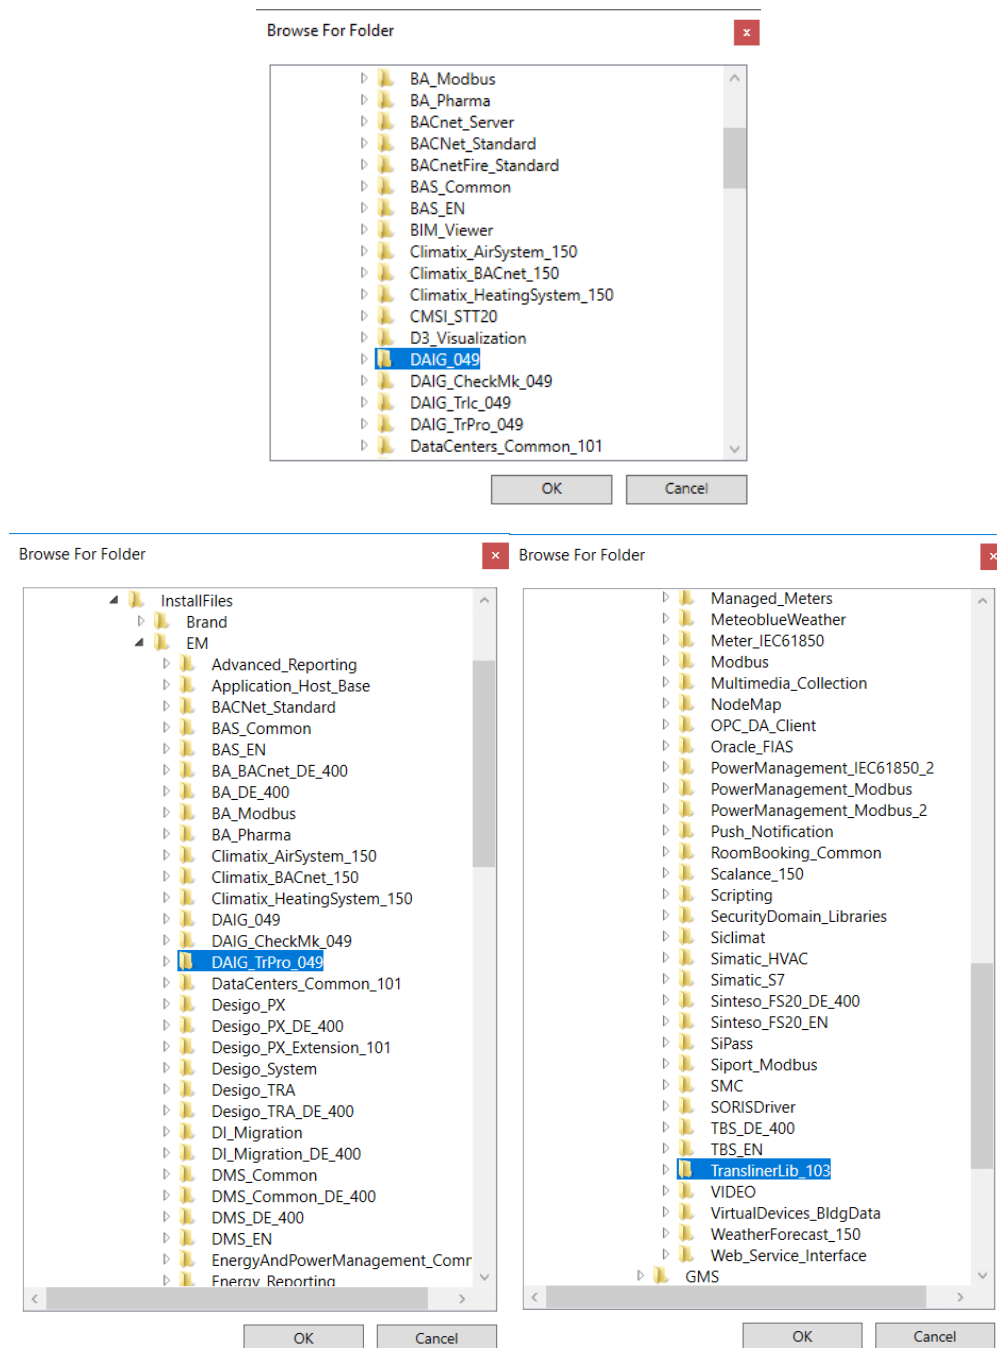 Browse For Folder
x
BA_Modbus
BA_Pharma
BACnet_Server
BACNet_Standard
BACnetFire_Standard
BAS_Common
BAS_EN
BIM_Viewer
Climatix_AirSystem_150
Climatix_BACnet_150
Climatix_HeatingSystem_150
CMSI_STT20
D3_Visualization
DAIG_049
DAIG_CheckMk_049
DAIG_TrIc_049
DAIG_TrPro_049
DataCenters_Common_101
OK
Cancel
Browse For Folder
x
InstallFiles
Brand
EM
Advanced_Reporting
Application_Host_Base
BACNet_Standard
BAS_Common
BAS_EN
BA_BACnet_DE_400
BA_DE_400
BA_Modbus
BA_Pharma
Climatix_AirSystem_150
Climatix_BACnet_150
Climatix_HeatingSystem_150
DAIG_049
DAIG_CheckMk_049
DAIG_TrPro_049
DataCenters_Common_101
Desigo_PX
Desigo_PX_DE_400
Desigo_PX_Extension_101
Desigo_System
Desigo_TRA
Desigo_TRA_DE_400
DI_Migration
DI_Migration_DE_400
DMS_Common
DMS_Common_DE_400
DMS_DE_400
DMS_EN
EnergyAndPowerManagement_Comr
Energy_Reporting
OK
Cancel
Browse For Folder
x
Managed_Meters
MeteoblueWeather
Meter_IEC61850
Modbus
Multimedia_Collection
NodeMap
OPC_DA_Client
Oracle_FIAS
PowerManagement_IEC61850_2
PowerManagement_Modbus
PowerManagement_Modbus_2
Push_Notification
RoomBooking_Common
Scalance_150
Scripting
SecurityDomain_Libraries
Siclimat
Simatic_HVAC
Simatic_S7
Sinteso_FS20_DE_400
Sinteso_FS20_EN
SiPass
Siport_Modbus
SMC
SORISDriver
TBS_DE_400
TBS_EN
TranslinerLib_103
VIDEO
VirtualDevices_BldgData
WeatherForecast_150
Web_Service_Interface
GMS
OK
Cancel